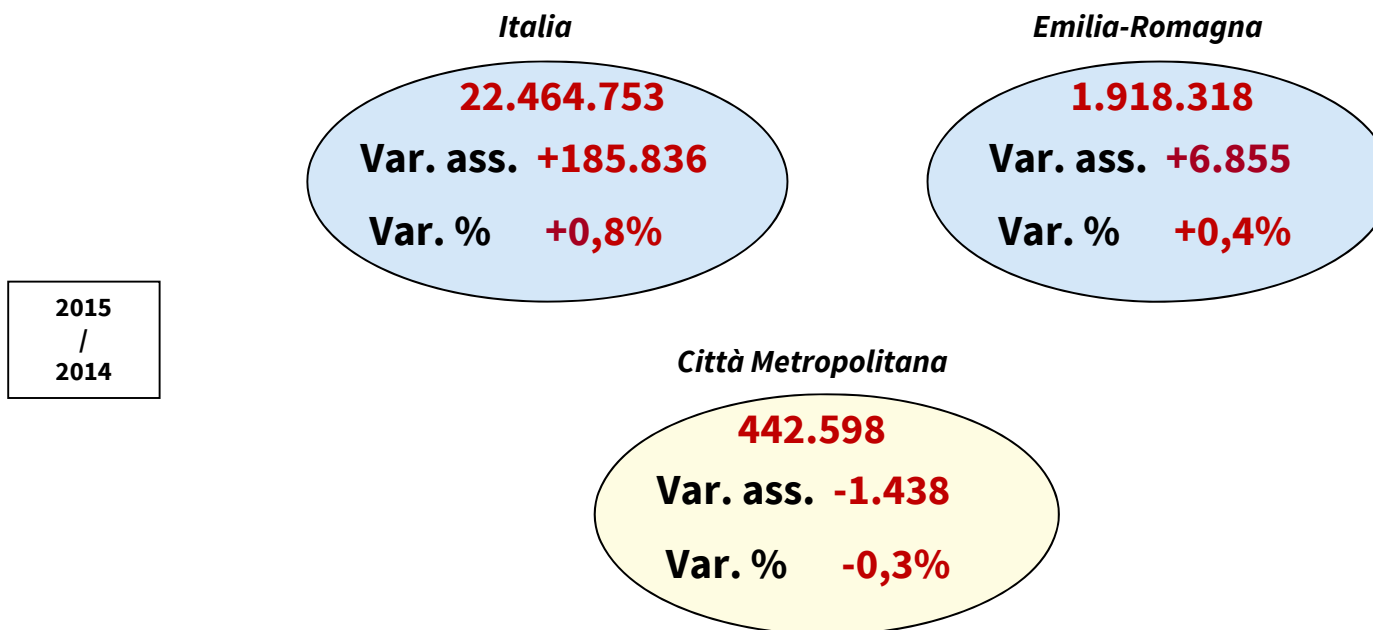 Italia
22.464.753
Var. ass. +185.836
Var. % +0,8%
Emilia-Romagna
1.918.318
Var. ass. +6.855
Var. % +0,4%
2015
/
2014
Città Metropolitana
442.598
Var. ass. -1.438
Var. % -0,3%